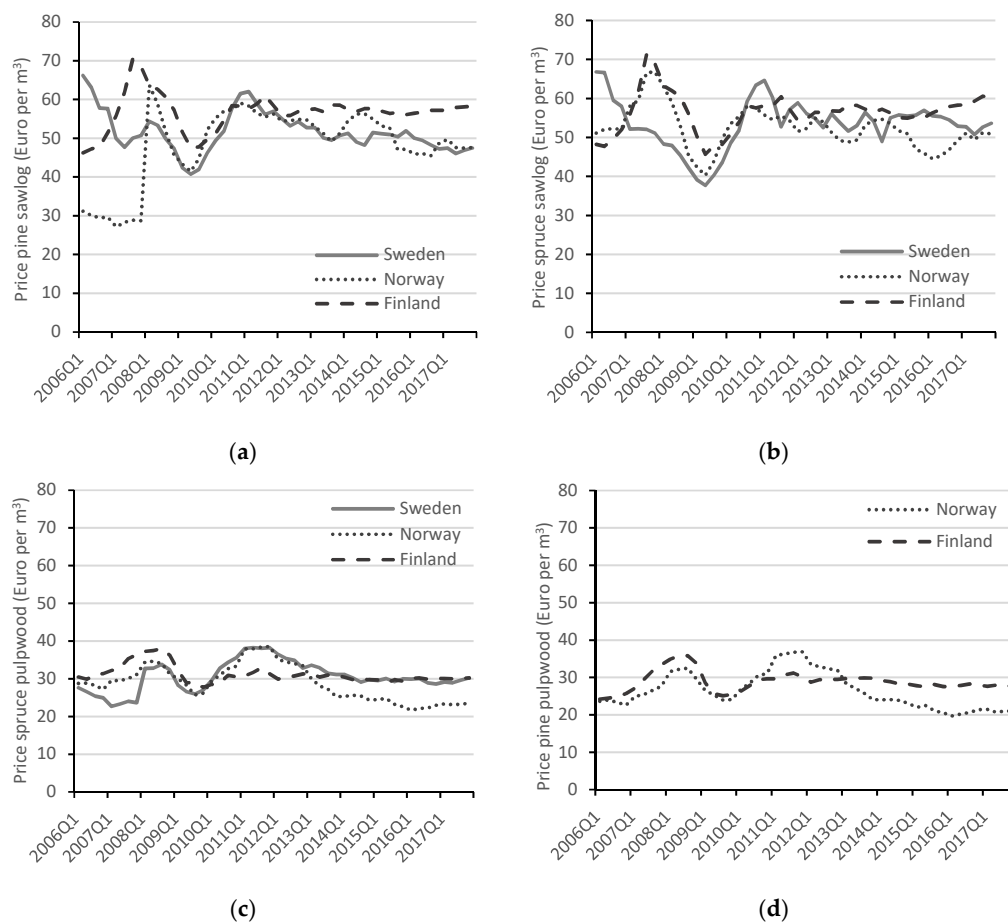 Price pine sawlog (Euro per m³)
80
70
60
50
40
30
20
10
0
Sweden
Norway
Finland
2006Q1
2007Q1
2008Q1
2009Q1
2010Q1
2011Q1
2012Q1
2013Q1
2014Q1
2015Q1
2016Q1
2017Q1
(a)
Price spruce sawlog (Euro per m³)
80
70
60
50
40
30
20
10
0
Sweden
Norway
Finland
2006Q1
2007Q1
2008Q1
2009Q1
2010Q1
2011Q1
2012Q1
2013Q1
2014Q1
2015Q1
2016Q1
2017Q1
(b)
Price spruce pulpwood (Euro per m³)
80
70
60
50
40
30
20
10
0
Sweden
Norway
Finland
2006Q1
2007Q1
2008Q1
2009Q1
2010Q1
2011Q1
2012Q1
2013Q1
2014Q1
2015Q1
2016Q1
2017Q1
(c)
Price pine pulpwood (Euro per m³)
80
70
60
50
40
30
20
10
0
Norway
Finland
2006Q1
2007Q1
2008Q1
2009Q1
2010Q1
2011Q1
2012Q1
2013Q1
2014Q1
2015Q1
2016Q1
2017Q1
(d)